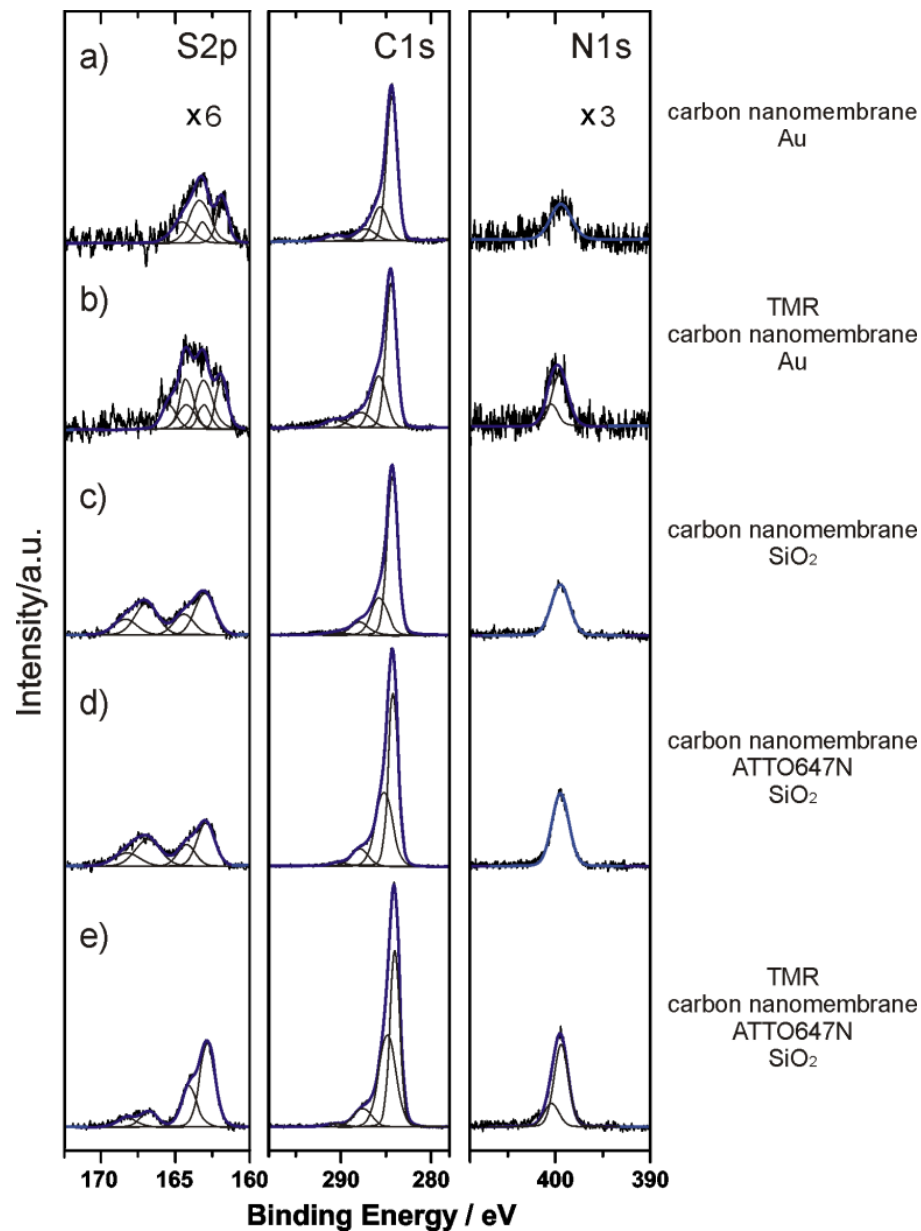 S2p
C1s
N1s
a)
x6
x3
carbon nanomembrane
Au
b)
TMR
carbon nanomembrane
Au
c)
carbon nanomembrane
SiO₂
d)
carbon nanomembrane
ATTO647N
SiO₂
e)
TMR
carbon nanomembrane
ATTO647N
SiO₂
Intensity/a.u.
170 165 160 290 280 400 390
Binding Energy / eV